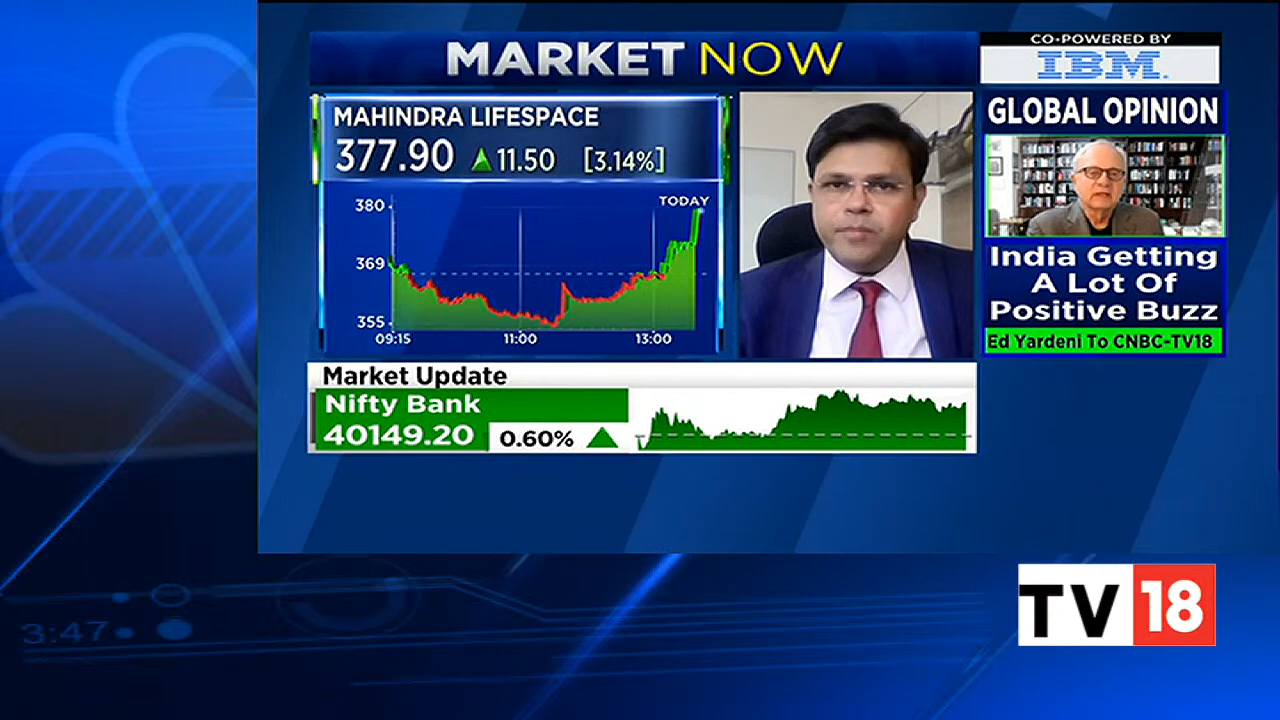 MARKET NOW
CO-POWERED BY
IBM
MAHINDRA LIFESPACE
377.90 ▲11.50 [3.14%]
TODAY
380
369
355
09:15 11:00 13:00
GLOBAL OPINION
India Getting
A Lot Of
Positive Buzz
Ed Yardeni To CNBC-TV18
Market Update
Nifty Bank
40149.20 0.60% ▲
3:47
TV18